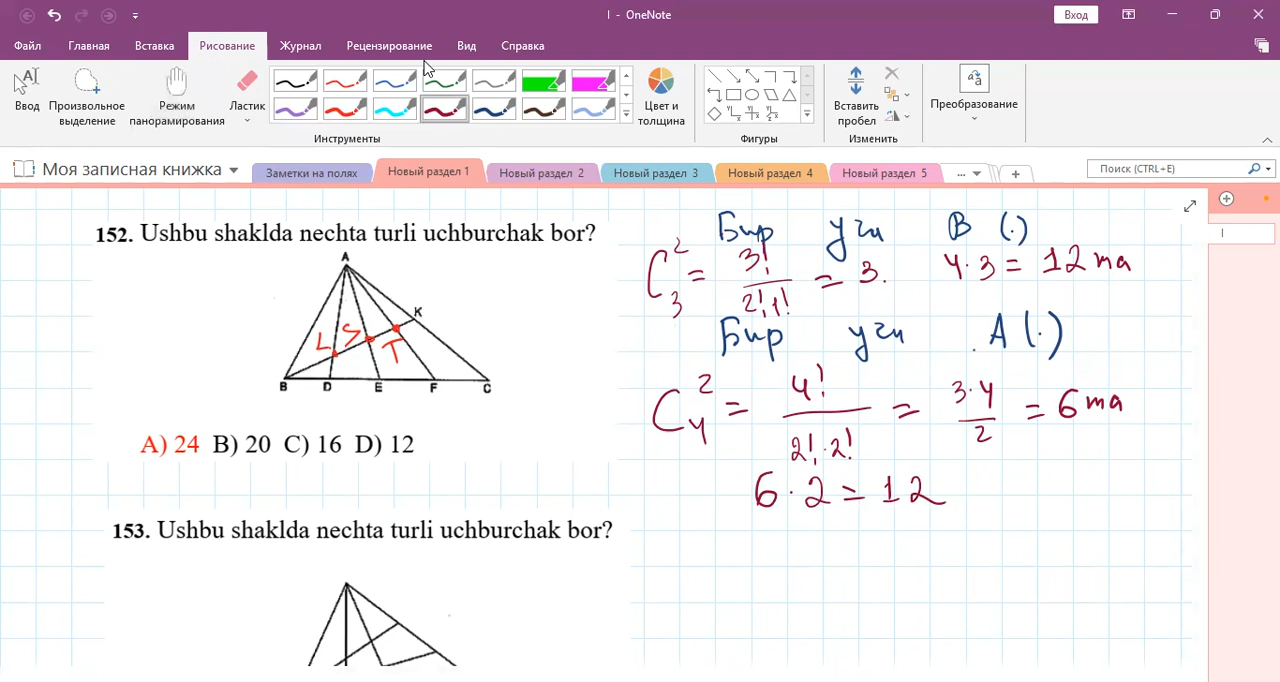 I - OneNote
Вход
Файл Главная Вставка Рисование Журнал Рецензирование Вид Справка
Ввод Произвольное выделение Режим панорамирования Ластик Цвет и толщина Вставить пробел Преобразование
Инструменты Фигуры Изменить
Моя записная книжка Заметки на полях Новый раздел 1 Новый раздел 2 Новый раздел 3 Новый раздел 4 Новый раздел 5 ... Поиск (CTRL+E)
152. Ushbu shaklda nechta turli uchburchak bor?
A
K
L S T
B D E F C
A) 24 B) 20 C) 16 D) 12
153. Ushbu shaklda nechta turli uchburchak bor?
Бир учи B (·)
C₃² = 3!/(2!·1!) = 3. 4·3 = 12 та
Бир учи A (·)
C₄² = 4!/(2!·2!) = 3·4/2 = 6 та
6·2 = 12
I